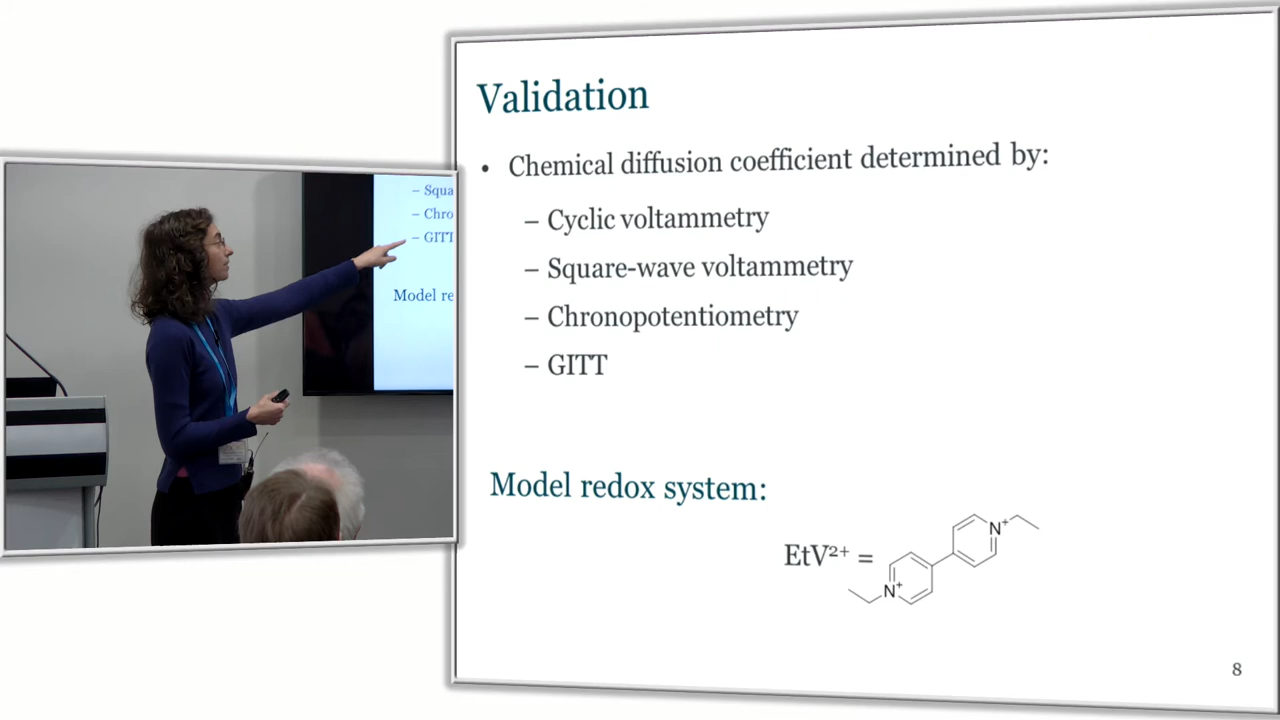 Validation
• Chemical diffusion coefficient determined by:
– Cyclic voltammetry
– Square-wave voltammetry
– Chronopotentiometry
– GITT
Model redox system:
EtV²⁺ =
N⁺
N⁺
8
– Squa
– Chro
– GITT
Model re